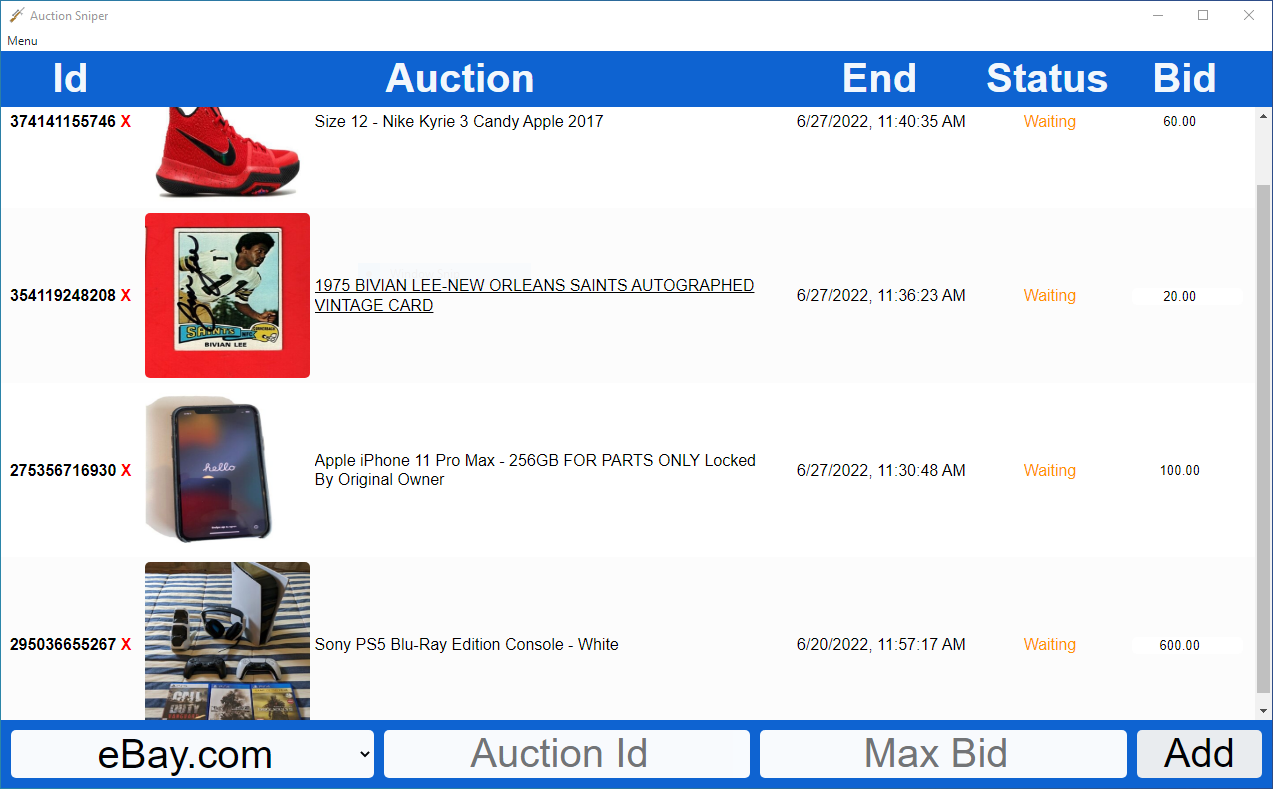 Auction Sniper
Menu
Id Auction End Status Bid
374141155746 X Size 12 - Nike Kyrie 3 Candy Apple 2017 6/27/2022, 11:40:35 AM Waiting 60.00
SAINTS
BIVIAN LEE
354119248208 X 1975 BIVIAN LEE-NEW ORLEANS SAINTS AUTOGRAPHED
VINTAGE CARD 6/27/2022, 11:36:23 AM Waiting 20.00
hello
275356716930 X Apple iPhone 11 Pro Max - 256GB FOR PARTS ONLY Locked
By Original Owner 6/27/2022, 11:30:48 AM Waiting 100.00
295036655267 X Sony PS5 Blu-Ray Edition Console - White 6/20/2022, 11:57:17 AM Waiting 600.00
CALL OF
DUTY
eBay.com Auction Id Max Bid Add